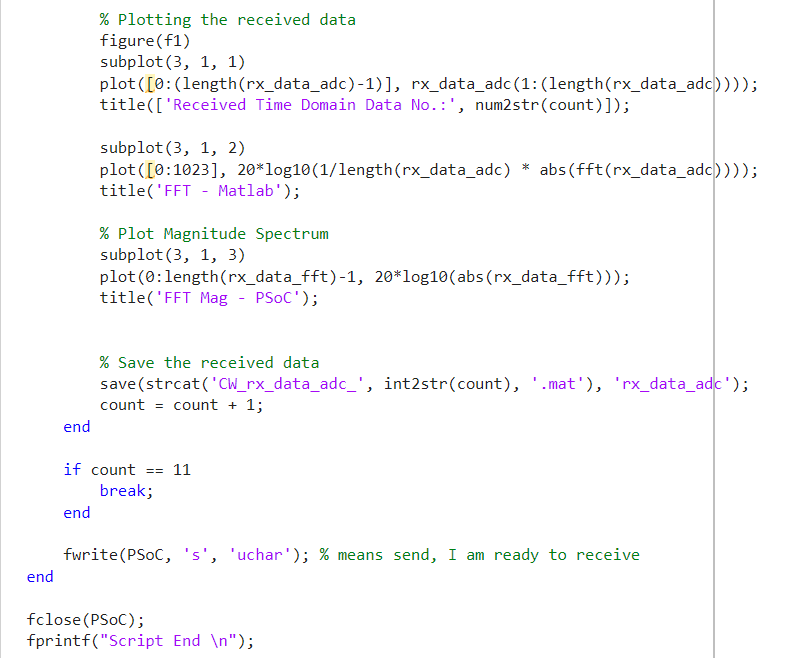 % Plotting the received data
figure(f1)
subplot(3, 1, 1)
plot([0:(length(rx_data_adc)-1)], rx_data_adc(1:(length(rx_data_adc))));
title(['Received Time Domain Data No.:', num2str(count)]);
subplot(3, 1, 2)
plot([0:1023], 20*log10(1/length(rx_data_adc) * abs(fft(rx_data_adc))));
title('FFT - Matlab');
% Plot Magnitude Spectrum
subplot(3, 1, 3)
plot(0:length(rx_data_fft)-1, 20*log10(abs(rx_data_fft)));
title('FFT Mag - PSoC');
% Save the received data
save(strcat('CW_rx_data_adc_', int2str(count), '.mat'), 'rx_data_adc');
count = count + 1;
end
if count == 11
break;
end
fwrite(PSoC, 's', 'uchar'); % means send, I am ready to receive
end
fclose(PSoC);
fprintf("Script End \n");